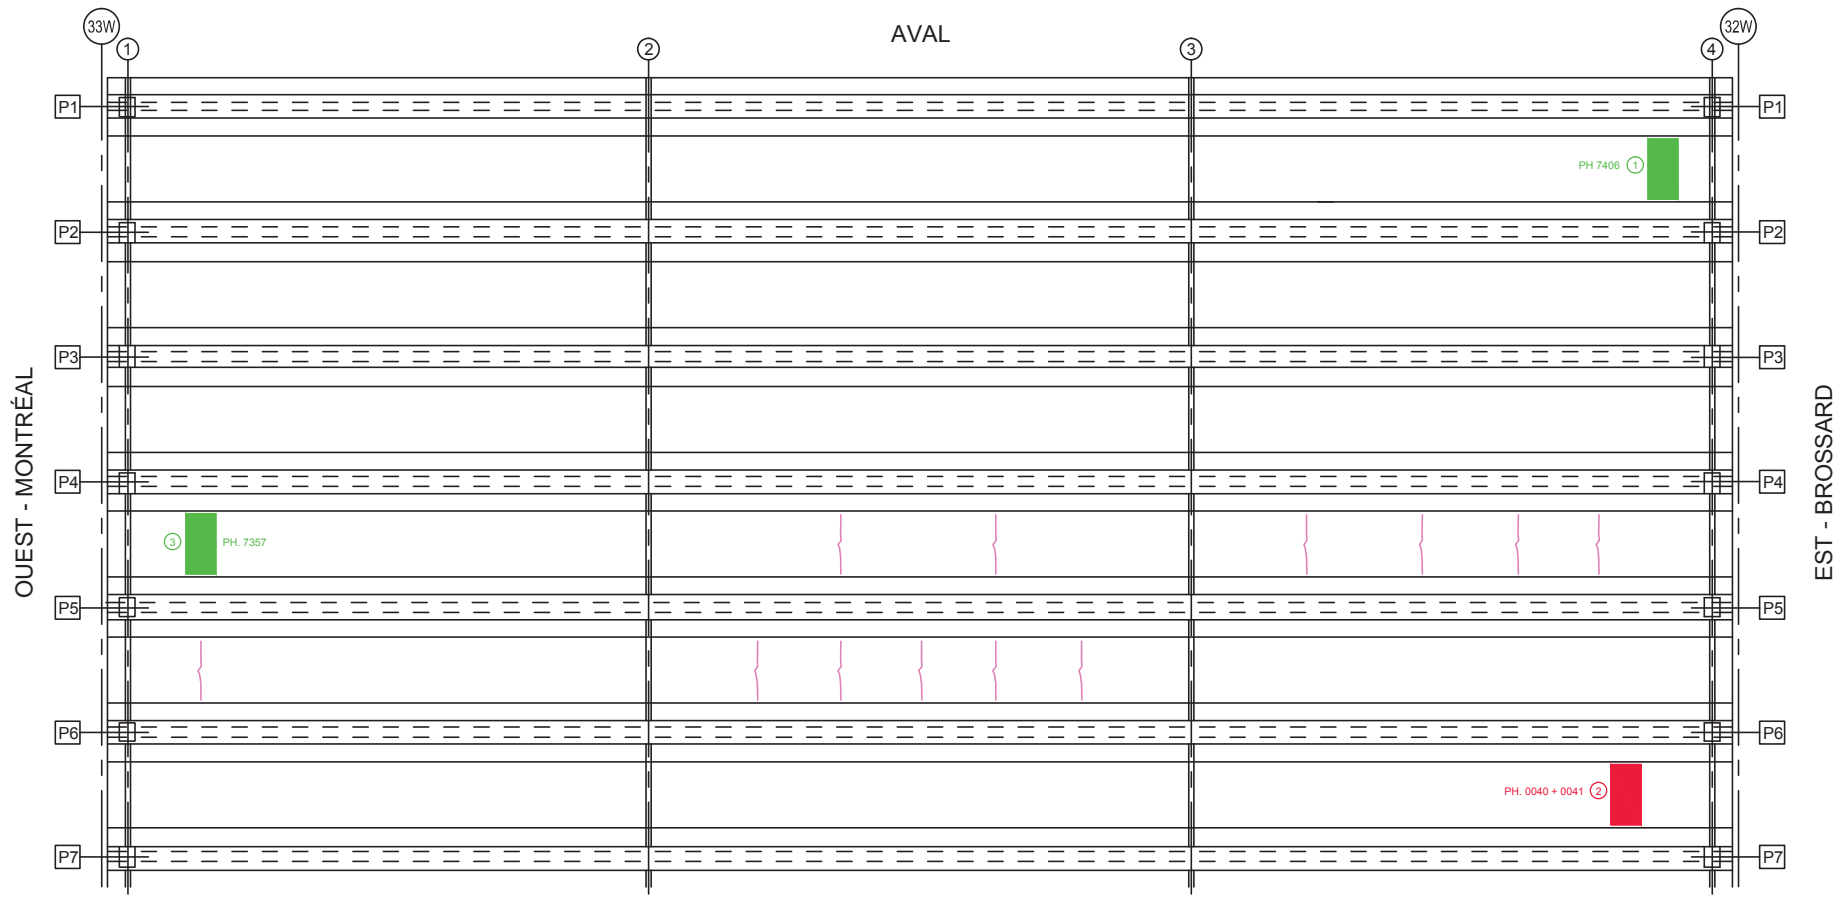 33W
AVAL
32W
1
2
3
4
P1
P1
PH 7406 1
P2
P2
P3
P3
OUEST - MONTRÉAL
EST - BROSSARD
P4
P4
3 PH. 7357
P5
P5
P6
P6
PH. 0040 + 0041 2
P7
P7